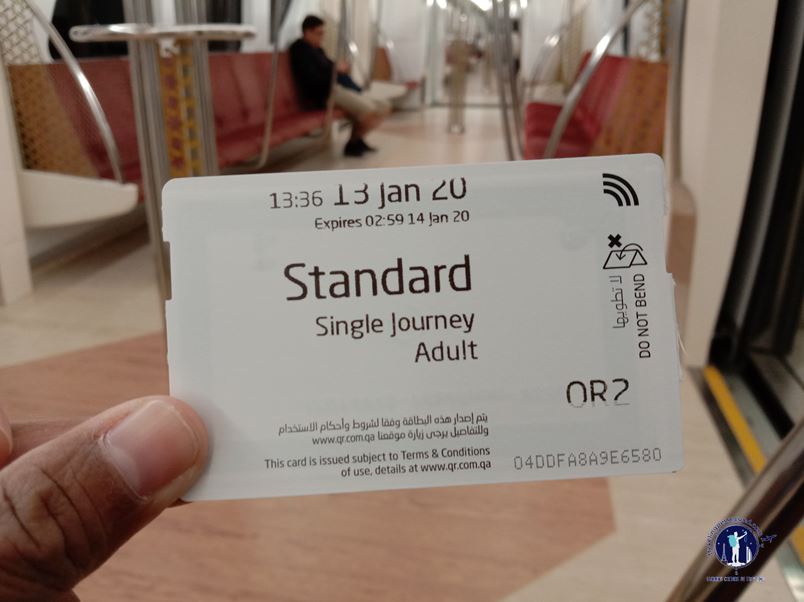 13:36 13 Jan 20
Expires 02:59 14 Jan 20
Standard
Single Journey
Adult
لا تطويها
DO NOT BEND
QR2
يتم إصدار هذه البطاقة وفقا لشروط وأحكام الاستخدام
وللتفاصيل يرجى زيارة موقعنا www.qr.com.qa
This card is issued subject to Terms & Conditions
of use, details at www.qr.com.qa
04DDFA8A9E6580